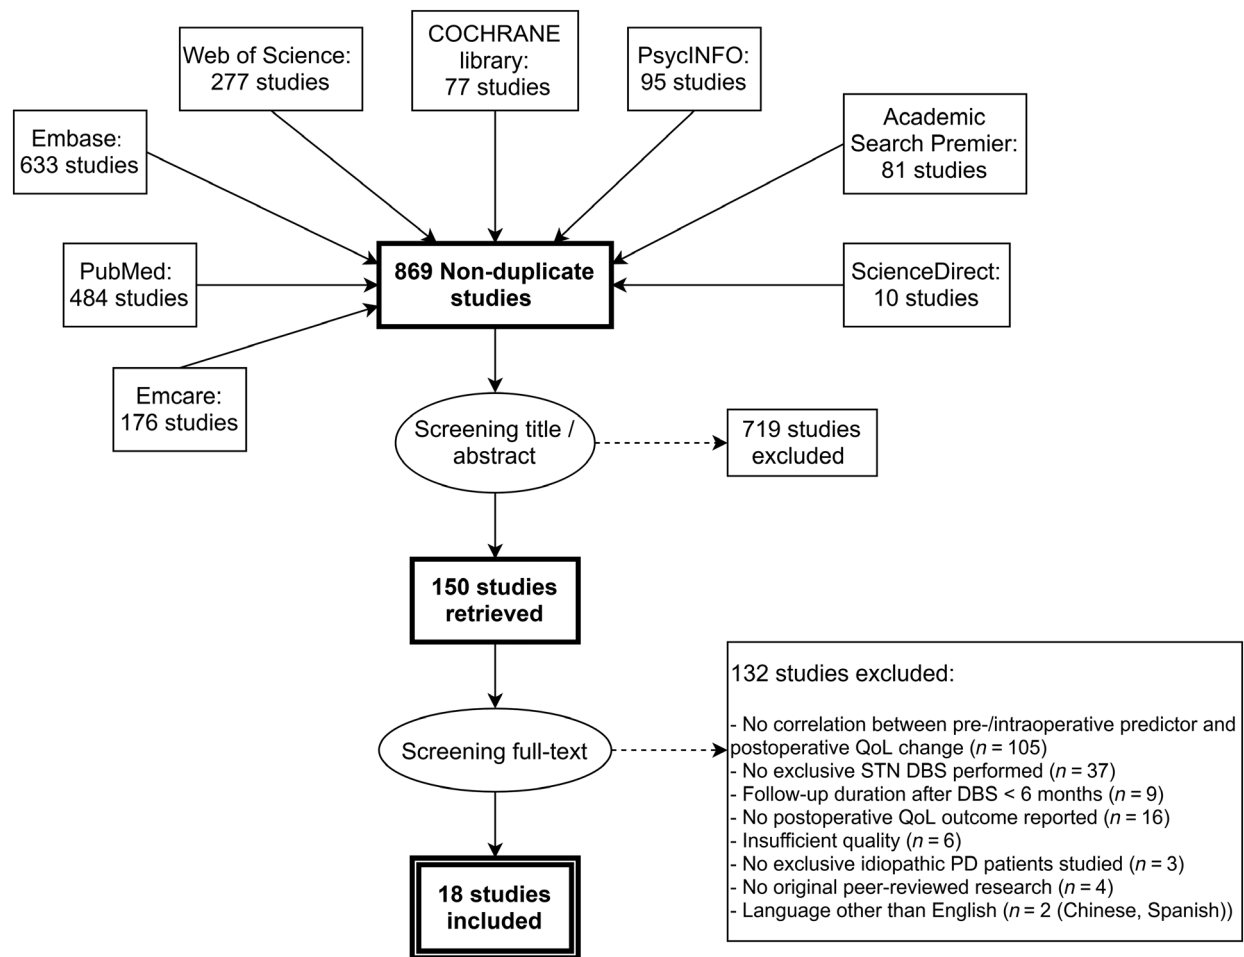 COCHRANE
library:
77 studies
Web of Science:
277 studies
PsycINFO:
95 studies
Academic
Search Premier:
81 studies
Embase:
633 studies
PubMed:
484 studies
869 Non-duplicate
studies
ScienceDirect:
10 studies
Emcare:
176 studies
Screening title /
abstract
719 studies
excluded
150 studies
retrieved
Screening full-text
132 studies excluded:
- No correlation between pre-/intraoperative predictor and
postoperative QoL change (n = 105)
- No exclusive STN DBS performed (n = 37)
- Follow-up duration after DBS < 6 months (n = 9)
- No postoperative QoL outcome reported (n = 16)
- Insufficient quality (n = 6)
- No exclusive idiopathic PD patients studied (n = 3)
- No original peer-reviewed research (n = 4)
- Language other than English (n = 2 (Chinese, Spanish))
18 studies
included